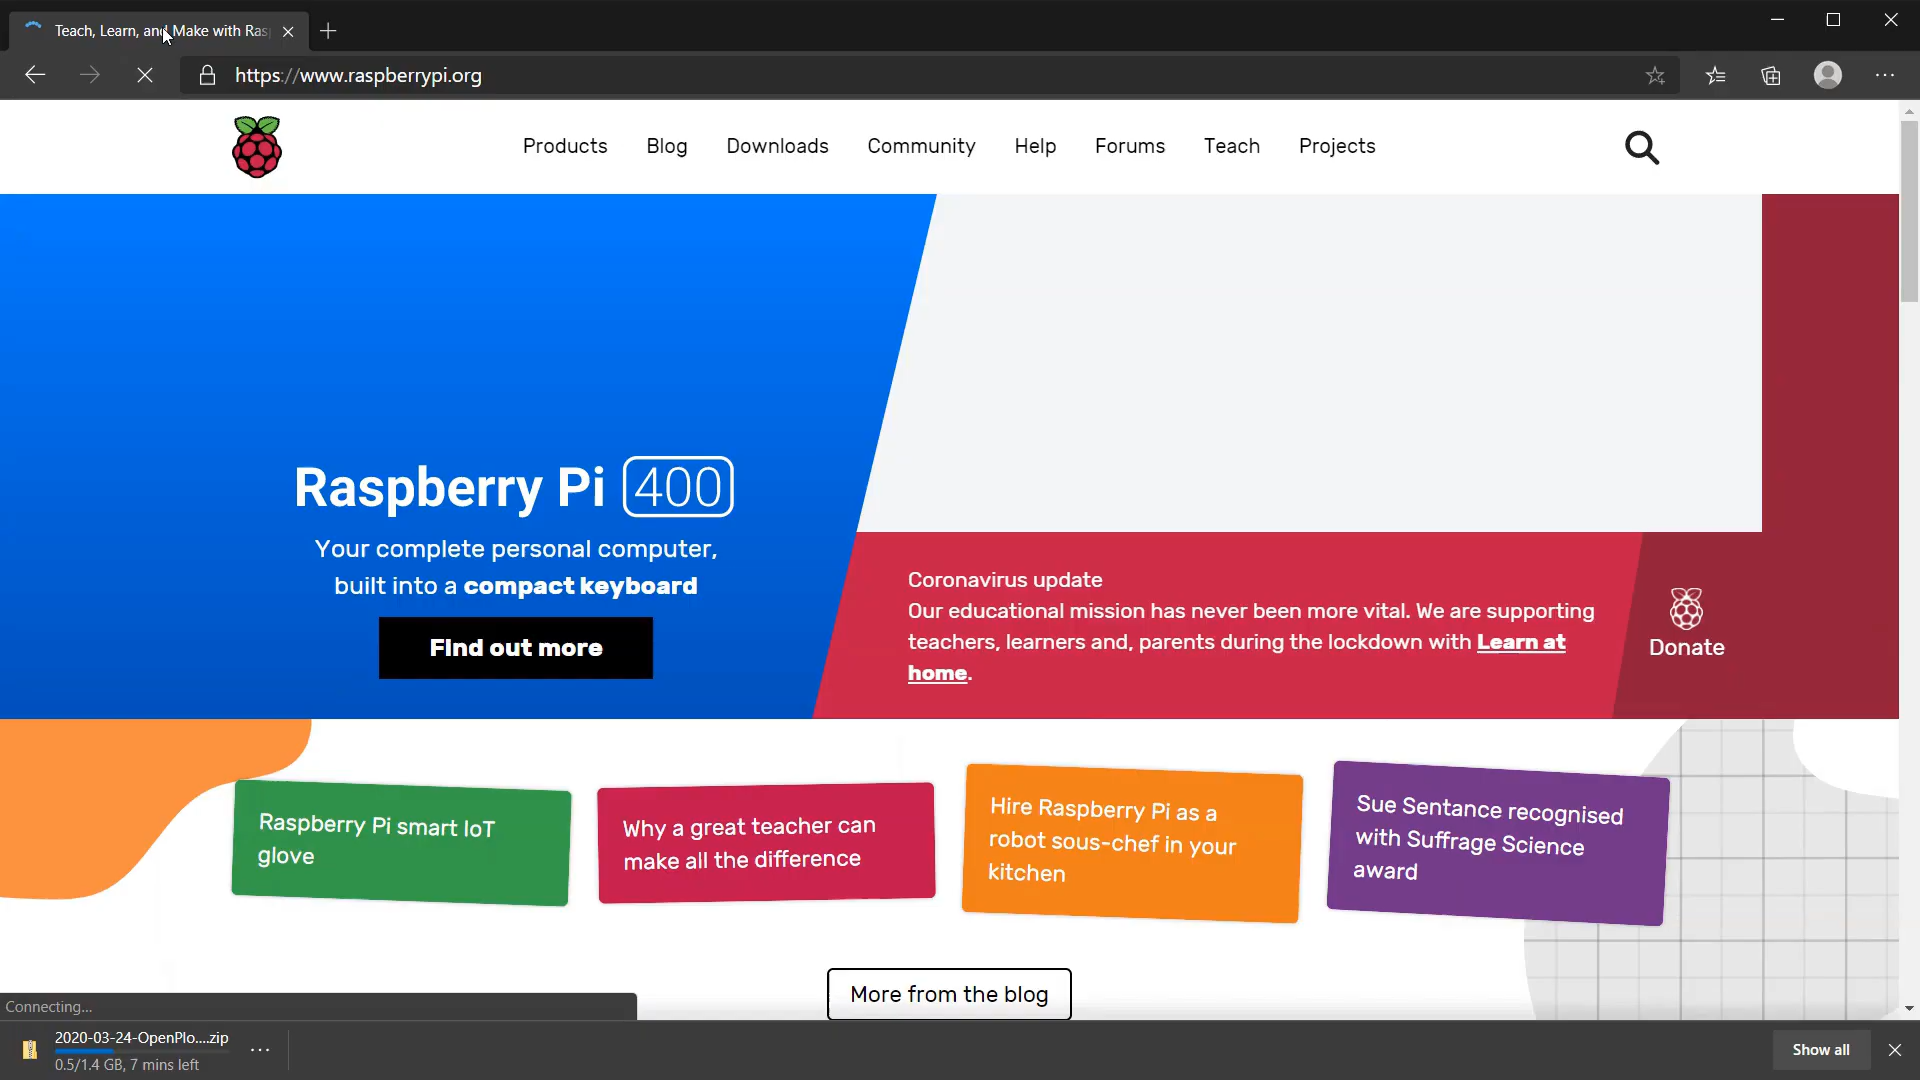 Teach, Learn, and Make with Ras
https://www.raspberrypi.org
Products Blog Downloads Community Help Forums Teach Projects
Raspberry Pi 400
Your complete personal computer,
built into a compact keyboard
Find out more
Coronavirus update
Our educational mission has never been more vital. We are supporting
teachers, learners and, parents during the lockdown with Learn at
home.
Donate
Raspberry Pi smart IoT
glove
Why a great teacher can
make all the difference
Hire Raspberry Pi as a
robot sous-chef in your
kitchen
Sue Sentance recognised
with Suffrage Science
award
More from the blog
Connecting...
2020-03-24-OpenPlo....zip
0.5/1.4 GB, 7 mins left
Show all